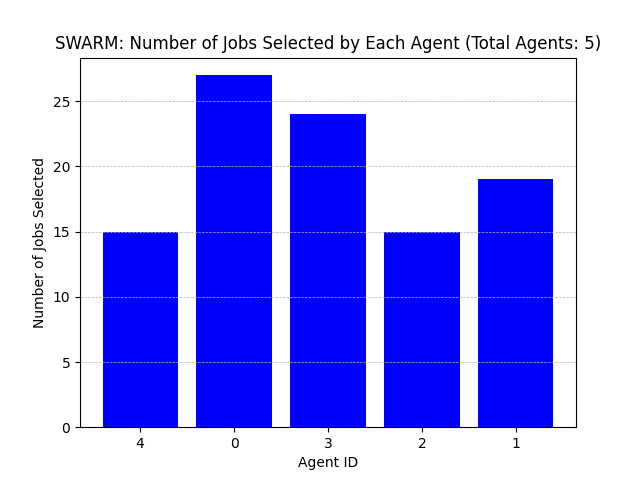 SWARM: Number of Jobs Selected by Each Agent (Total Agents: 5)
Number of Jobs Selected
25
20
15
10
5
0
4 0 3 2 1
Agent ID